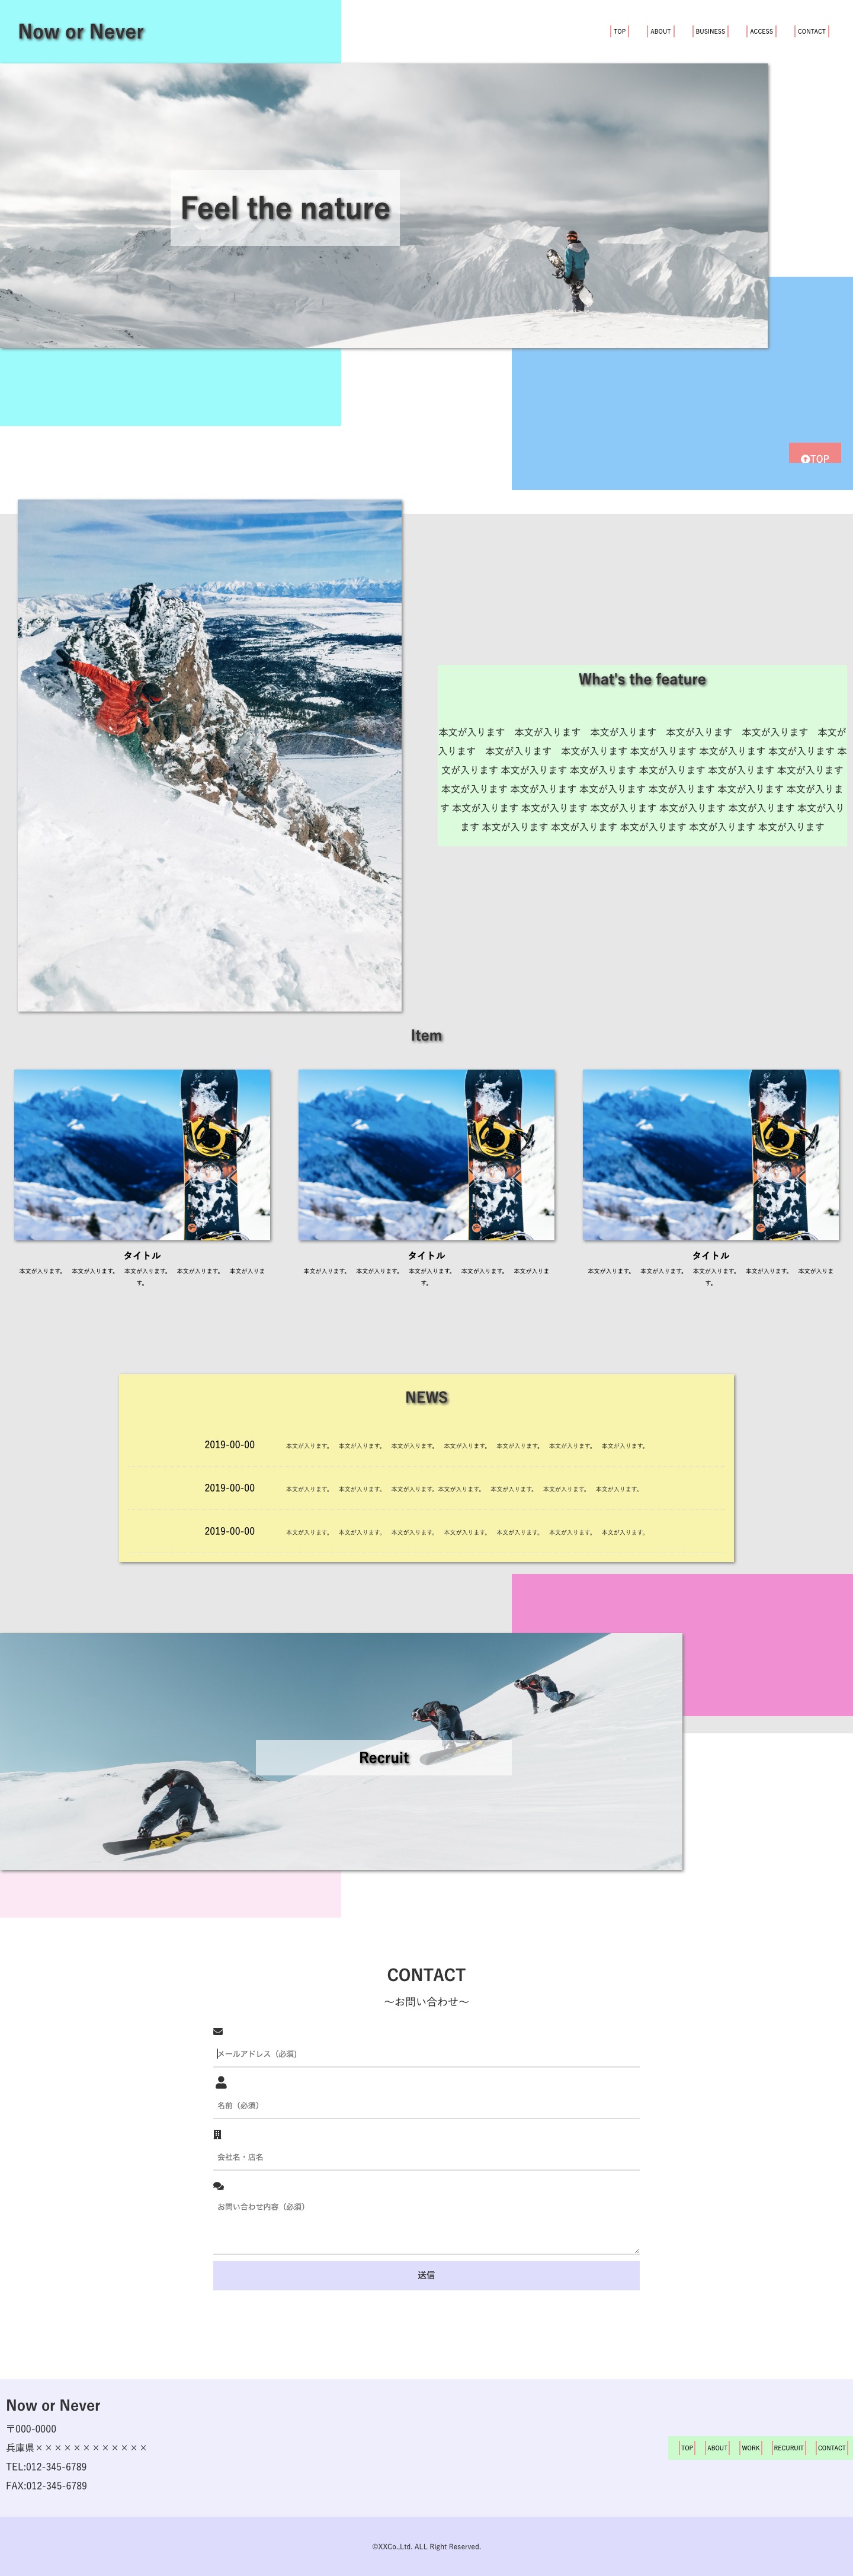 Now or Never
TOP ABOUT BUSINESS ACCESS CONTACT
Feel the nature
TOP
What's the feature
本文が入ります　本文が入ります　本文が入ります　本文が入ります　本文が入ります　本文が
入ります　本文が入ります　本文が入ります 本文が入ります 本文が入ります 本文が入ります 本
文が入ります 本文が入ります 本文が入ります 本文が入ります 本文が入ります 本文が入ります
本文が入ります 本文が入ります 本文が入ります 本文が入ります 本文が入ります 本文が入りま
す 本文が入ります 本文が入ります 本文が入ります 本文が入ります 本文が入ります 本文が入り
ます 本文が入ります 本文が入ります 本文が入ります 本文が入ります 本文が入ります
Item
タイトル
本文が入ります。　本文が入ります。　本文が入ります。　本文が入ります。　本文が入りま
す。
タイトル
本文が入ります。　本文が入ります。　本文が入ります。　本文が入ります。　本文が入りま
す。
タイトル
本文が入ります。　本文が入ります。　本文が入ります。　本文が入ります。　本文が入りま
す。
NEWS
2019-00-00 本文が入ります。　本文が入ります。　本文が入ります。　本文が入ります。　本文が入ります。　本文が入ります。　本文が入ります。
2019-00-00 本文が入ります。　本文が入ります。　本文が入ります。本文が入ります。　本文が入ります。　本文が入ります。　本文が入ります。
2019-00-00 本文が入ります。　本文が入ります。　本文が入ります。　本文が入ります。　本文が入ります。　本文が入ります。　本文が入ります。
Recruit
CONTACT
〜お問い合わせ〜
メールアドレス（必須）
名前（必須）
会社名・店名
お問い合わせ内容（必須）
送信
Now or Never
〒000-0000
兵庫県××××××××××××
TEL:012-345-6789
FAX:012-345-6789
TOP ABOUT WORK RECURUIT CONTACT
©XXCo.,Ltd. ALL Right Reserved.